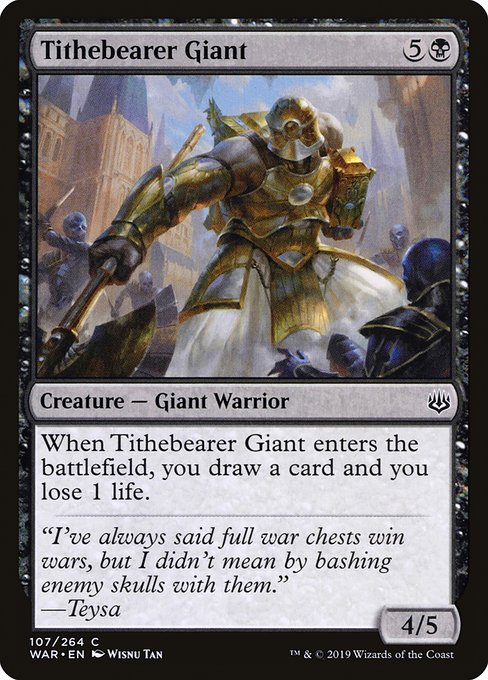 Tithebearer Giant 5
Creature — Giant Warrior
When Tithebearer Giant enters the
battlefield, you draw a card and you
lose 1 life.
“I’ve always said full war chests win
wars, but I didn’t mean by bashing
enemy skulls with them.”
—Teysa
4/5
107/264 C
WAR • EN Wisnu Tan
™ & © 2019 Wizards of the Coast